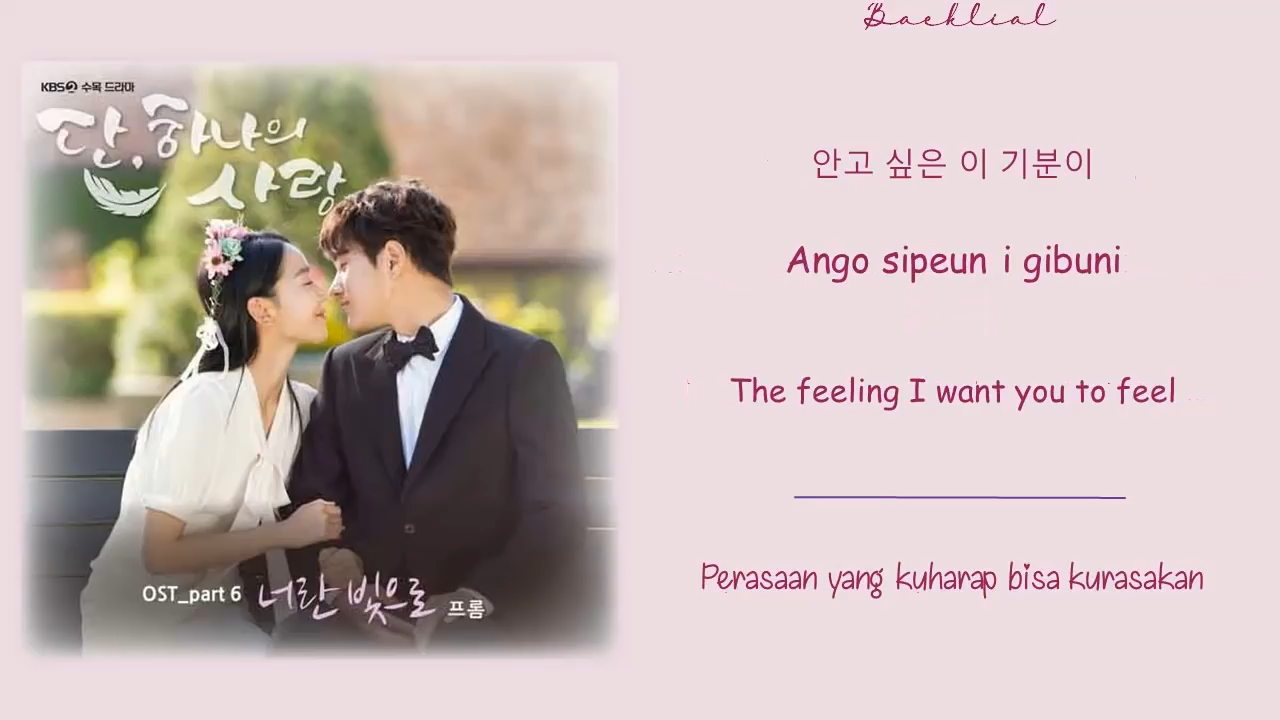 Baeklial
KBS2 수목 드라마
단, 하나의
사랑
OST_part 6 너란 빛으로 프롬
안고 싶은 이 기분이
Ango sipeun i gibuni
The feeling I want you to feel
Perasaan yang kuharap bisa kurasakan